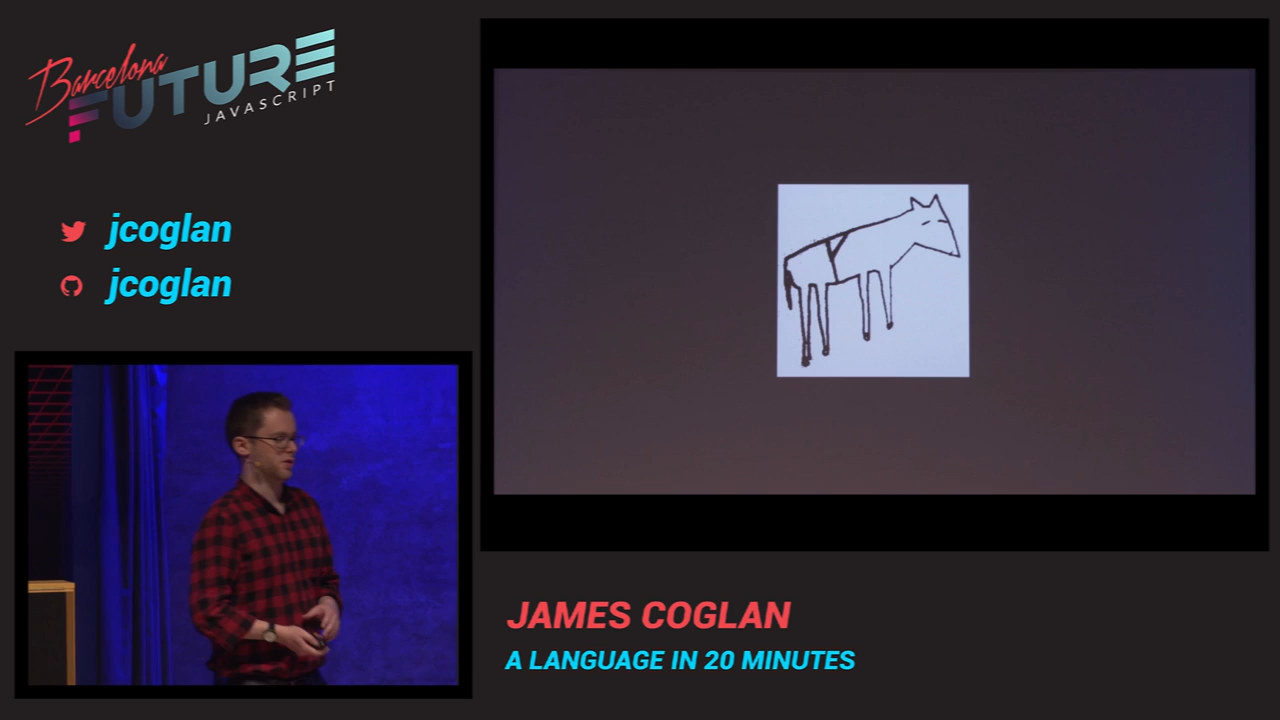 Barcelona
FUTURE
JAVASCRIPT
jcoglan
jcoglan
JAMES COGLAN
A LANGUAGE IN 20 MINUTES